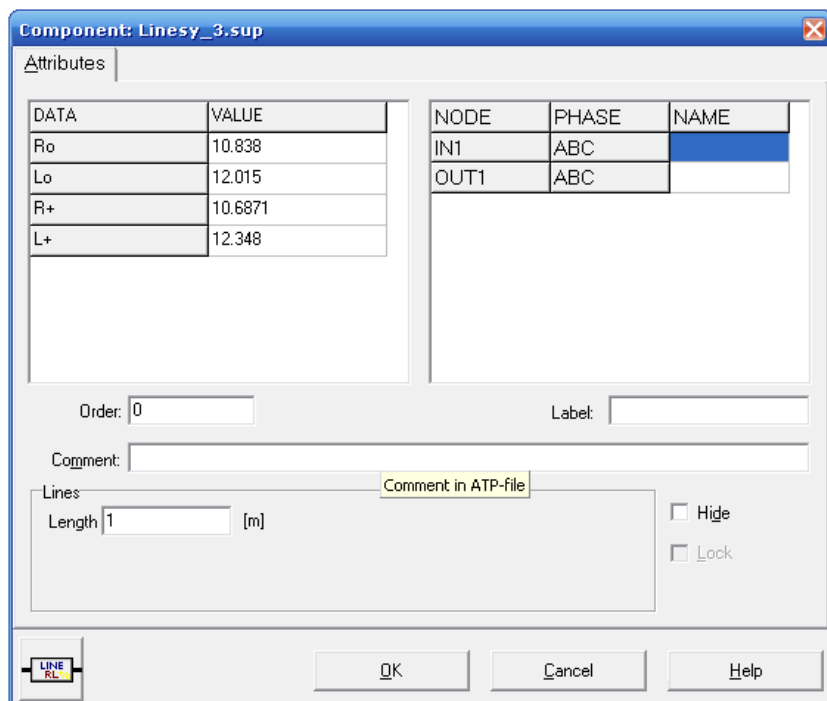 Component: Linesy_3.sup
Attributes
DATA VALUE
Ro 10.838
Lo 12.015
R+ 10.6871
L+ 12.348
NODE PHASE NAME
IN1 ABC
OUT1 ABC
Order: 0
Label:
Comment:
Comment in ATP-file
Lines
Length 1 [m]
Hide
Lock
LINE
RL
OK Cancel Help